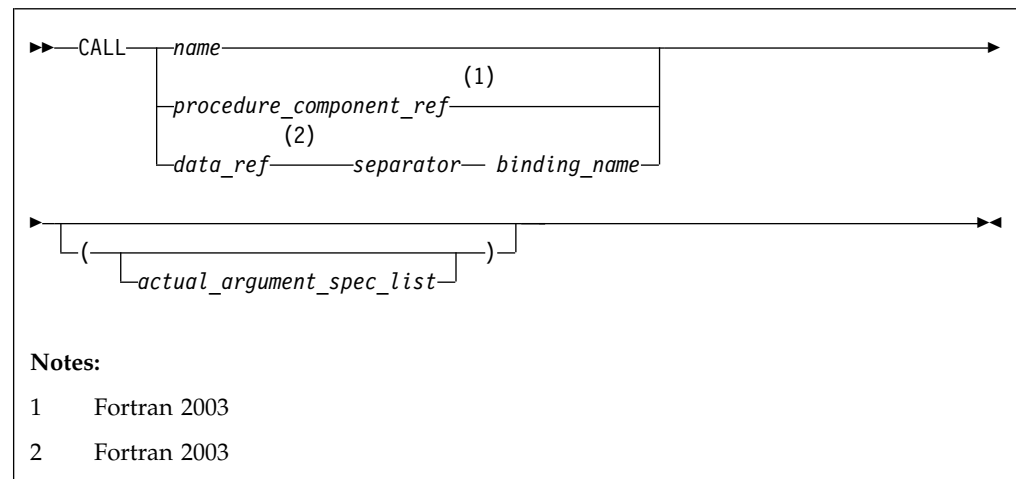 CALL name
(1)
procedure_component_ref
(2)
data_ref separator binding_name
( )
actual_argument_spec_list
Notes:
1 Fortran 2003
2 Fortran 2003